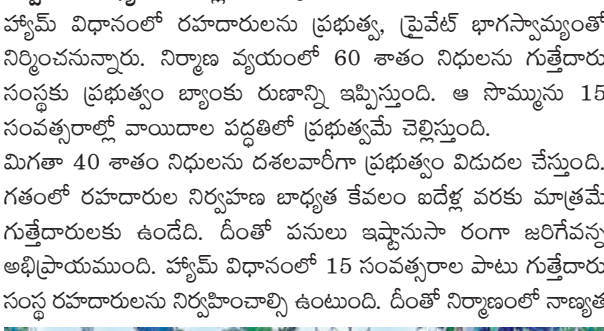 హ్యామ్ విధానంలో రహదారులను ప్రభుత్వ, ప్రైవేట్ భాగస్వామ్యంతో
నిర్మించనున్నారు. నిర్మాణ వ్యయంలో 60 శాతం నిధులను గుత్తేదారు
సంస్థకు ప్రభుత్వం బ్యాంకు రుణాన్ని ఇప్పిస్తుంది. ఆ సొమ్మును 15
సంవత్సరాల్లో వాయిదాల పద్ధతిలో ప్రభుత్వమే చెల్లిస్తుంది.
మిగతా 40 శాతం నిధులను దశలవారీగా ప్రభుత్వం విడుదల చేస్తుంది.
గతంలో రహదారుల నిర్వహణ బాధ్యత కేవలం ఐదేళ్ల వరకు మాత్రమే
గుత్తేదారులకు ఉండేది. దీంతో పనులు ఇష్టానుసా రంగా జరిగేవన్న
అభిప్రాయముంది. హ్యామ్ విధానంలో 15 సంవత్సరాల పాటు గుత్తేదారు
సంస్థ రహదారులను నిర్వహించాల్సి ఉంటుంది. దీంతో నిర్మాణంలో నాణ్యత